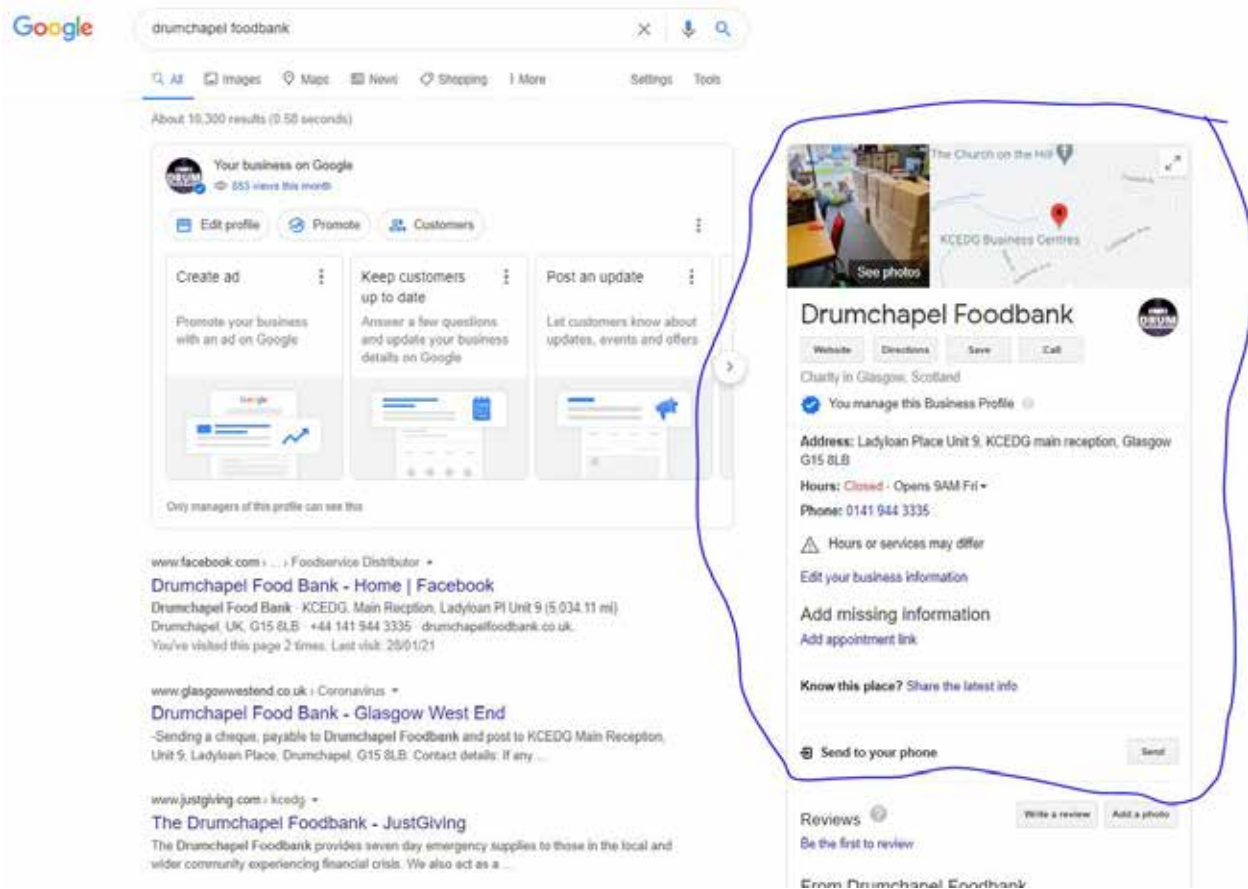 Google
drumchapel foodbank
All Images Maps News Shopping More Settings Tools
About 10,300 results (0.58 seconds)
Your business on Google
553 views this month
Edit profile Promote Customers
Create ad
Promote your business
with an ad on Google
Keep customers
up to date
Answer a few questions
and update your business
details on Google
Post an update
Let customers know about
updates, events and offers
Google
Only managers of this profile can see this
www.facebook.com › ... › Foodservice Distributor
Drumchapel Food Bank - Home | Facebook
Drumchapel Food Bank · KCEDG. Main Recption, Ladyloan Pl Unit 9 (5,034.11 mi)
Drumchapel, UK, G15 8LB · +44 141 944 3335 · drumchapelfoodbank.co.uk.
You've visited this page 2 times. Last visit: 28/01/21
www.glasgowwestend.co.uk › Coronavirus
Drumchapel Food Bank - Glasgow West End
-Sending a cheque, payable to Drumchapel Foodbank and post to KCEDG Main Reception,
Unit 9, Ladyloan Place, Drumchapel, G15 8LB. Contact details: If any ...
www.justgiving.com › kcedg
The Drumchapel Foodbank - JustGiving
The Drumchapel Foodbank provides seven day emergency supplies to those in the local and
wider community experiencing financial crisis. We also act as a ...
The Church on the Hill
KCEDG Business Centres
See photos
Drumchapel Foodbank
DRUM
Website Directions Save Call
Charity in Glasgow, Scotland
You manage this Business Profile
Address: Ladyloan Place Unit 9, KCEDG main reception, Glasgow
G15 8LB
Hours: Closed · Opens 9AM Fri
Phone: 0141 944 3335
Hours or services may differ
Edit your business information
Add missing information
Add appointment link
Know this place? Share the latest info
Send to your phone Send
Reviews Write a review Add a photo
Be the first to review
From Drumchapel Foodbank